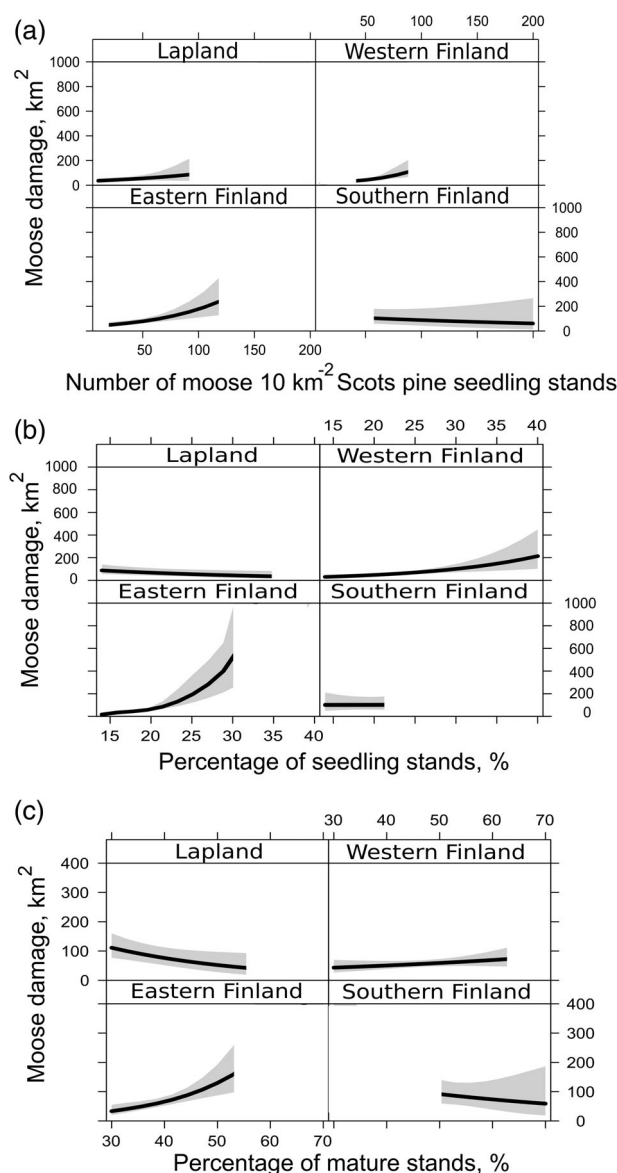 (a)
50 100 150 200
Lapland Western Finland
1000
800
600
400
200
0
Eastern Finland Southern Finland
1000
800
600
400
200
0
50 100 150 200
Moose damage, km²
Number of moose 10 km⁻² Scots pine seedling stands
(b)
15 20 25 30 35 40
Lapland Western Finland
1000
800
600
400
200
0
Eastern Finland Southern Finland
1000
800
600
400
200
0
15 20 25 30 35 40
Moose damage, km²
Percentage of seedling stands, %
(c)
30 40 50 60 70
Lapland Western Finland
400
300
200
100
0
Eastern Finland Southern Finland
400
300
200
100
0
30 40 50 60 70
Moose damage, km²
Percentage of mature stands, %